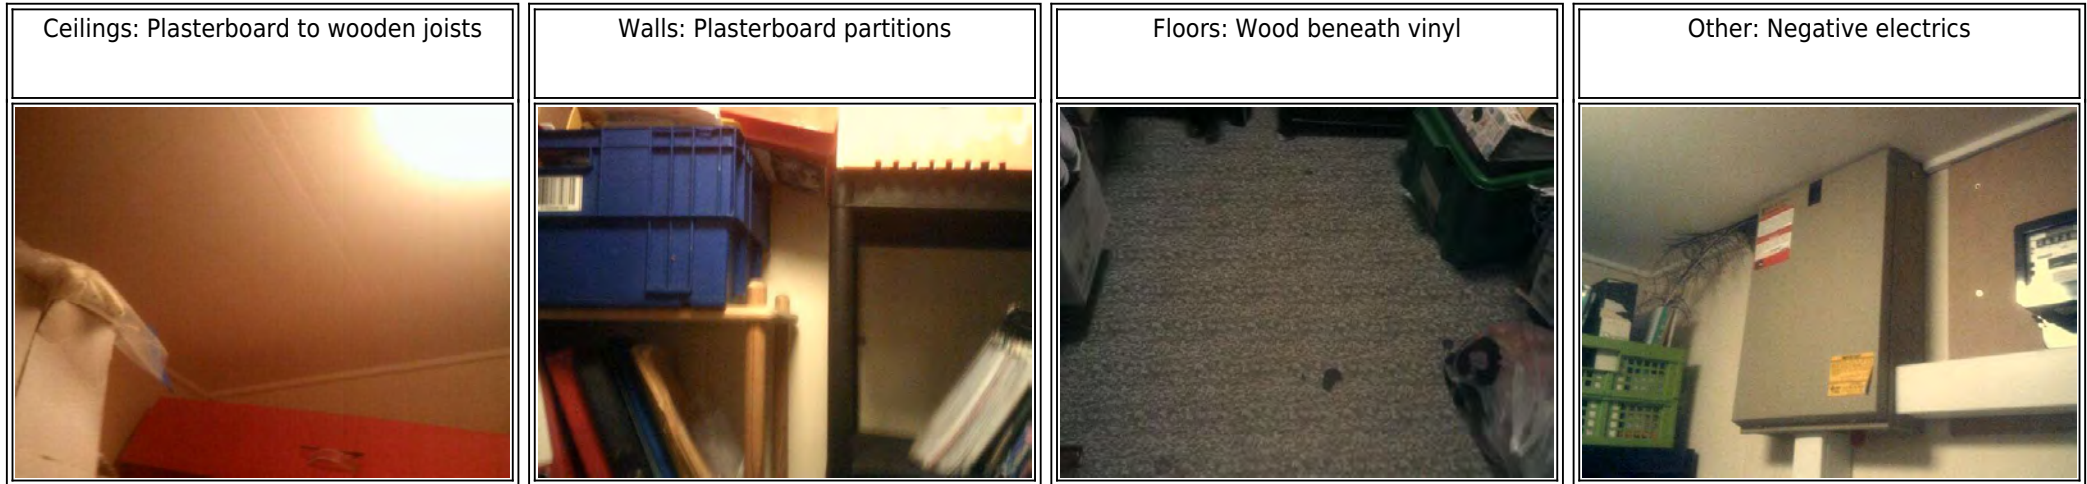 Ceilings: Plasterboard to wooden joists
Walls: Plasterboard partitions
Floors: Wood beneath vinyl
Other: Negative electrics